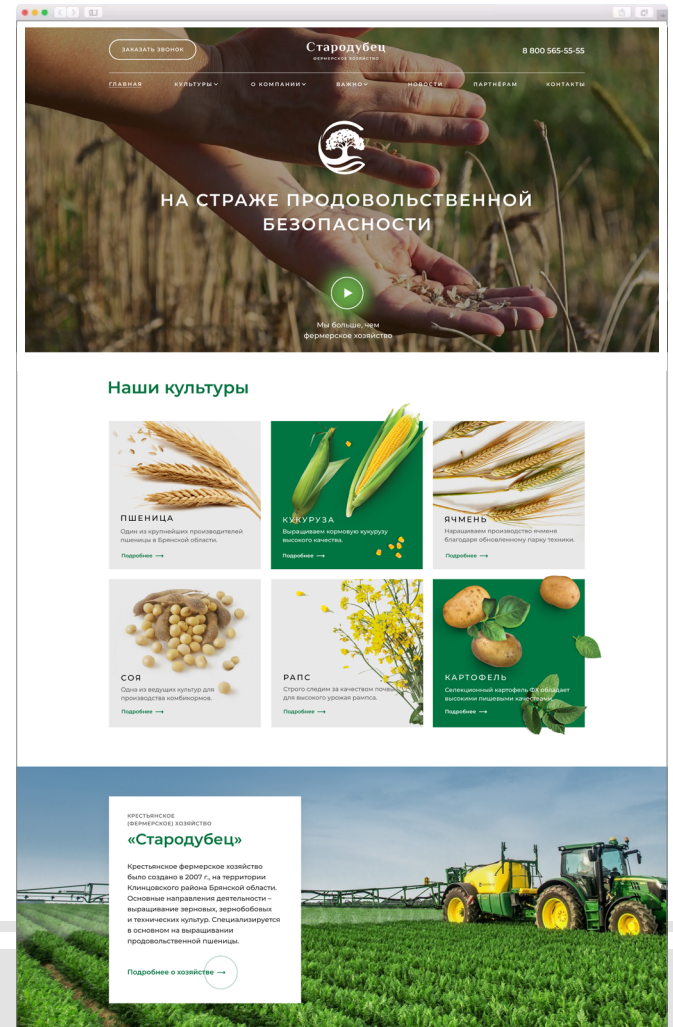 ЗАКАЗАТЬ ЗВОНОК
Стародубец
ФЕРМЕРСКОЕ ХОЗЯЙСТВО
8 800 565-55-55
ГЛАВНАЯ КУЛЬТУРЫ О КОМПАНИИ ВАЖНО НОВОСТИ ПАРТНЁРАМ КОНТАКТЫ
НА СТРАЖЕ ПРОДОВОЛЬСТВЕННОЙ
БЕЗОПАСНОСТИ
Мы больше, чем
фермерское хозяйство
Наши культуры
ПШЕНИЦА
Один из крупнейших производителей
пшеницы в Брянской области.
Подробнее →
КУКУРУЗА
Выращиваем кормовую кукурузу
высокого качества.
Подробнее →
ЯЧМЕНЬ
Наращиваем производство ячменя
благодаря обновленному парку техники.
Подробнее →
СОЯ
Одна из ведущих культур для
производства комбикормов.
Подробнее →
РАПС
Строго следим за качеством почвы
для высокого урожая рампса.
Подробнее →
КАРТОФЕЛЬ
Селекционный картофель ФХ обладает
высокими пищевыми качествами.
Подробнее →
КРЕСТЬЯНСКОЕ
(ФЕРМЕРСКОЕ) ХОЗЯЙСТВО
«Стародубец»
Крестьянское фермерское хозяйство
было создано в 2007 г., на территории
Клинцовского района Брянской области.
Основные направления деятельности –
выращивание зерновых, зернобобовых
и технических культур. Специализируется
в основном на выращивании
продовольственной пшеницы.
Подробнее о хозяйстве →